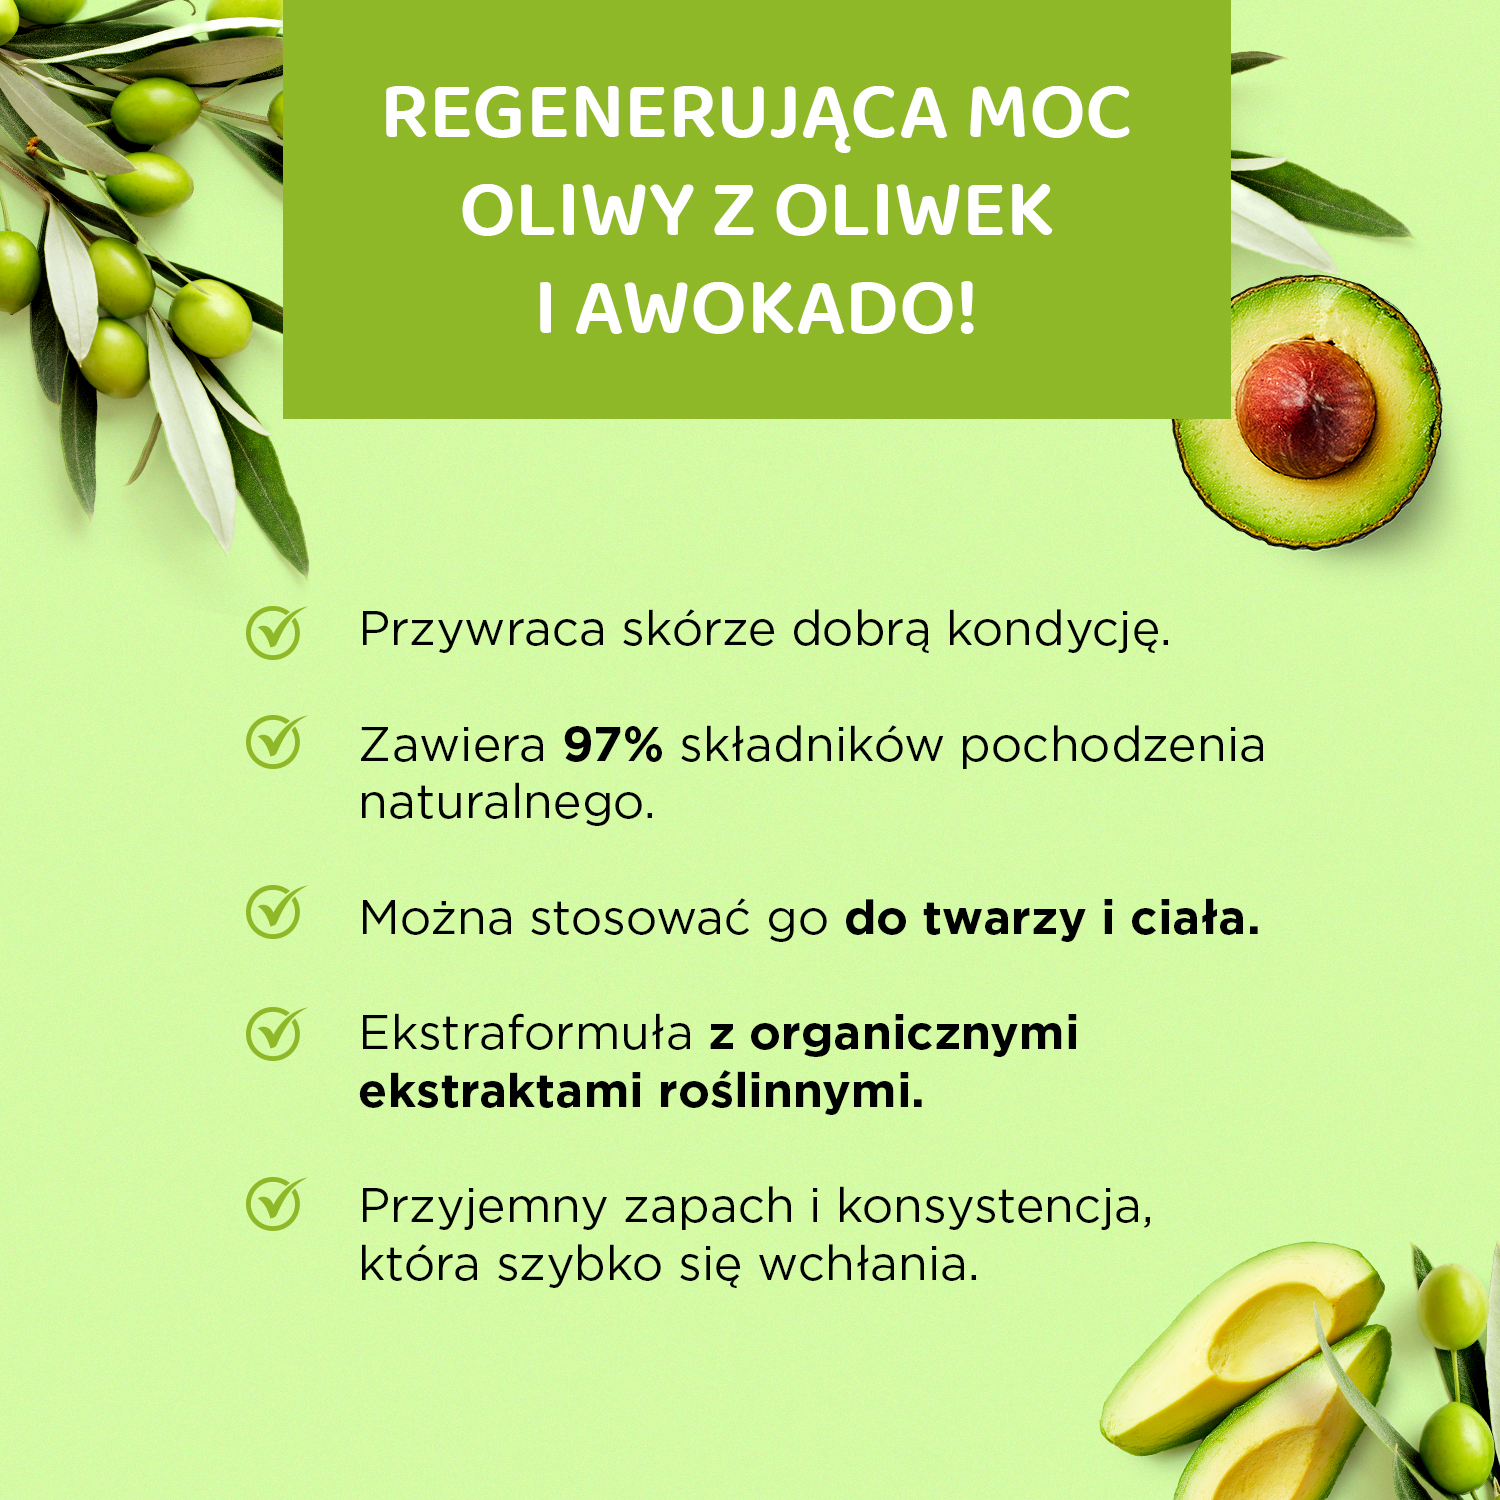 REGENERUJĄCA MOC
OLIWY Z OLIWEK
I AWOKADO!
Przywraca skórze dobrą kondycję.
Zawiera 97% składników pochodzenia
naturalnego.
Można stosować go do twarzy i ciała.
Ekstraformuła z organicznymi
ekstraktami roślinnymi.
Przyjemny zapach i konsystencja,
która szybko się wchłania.